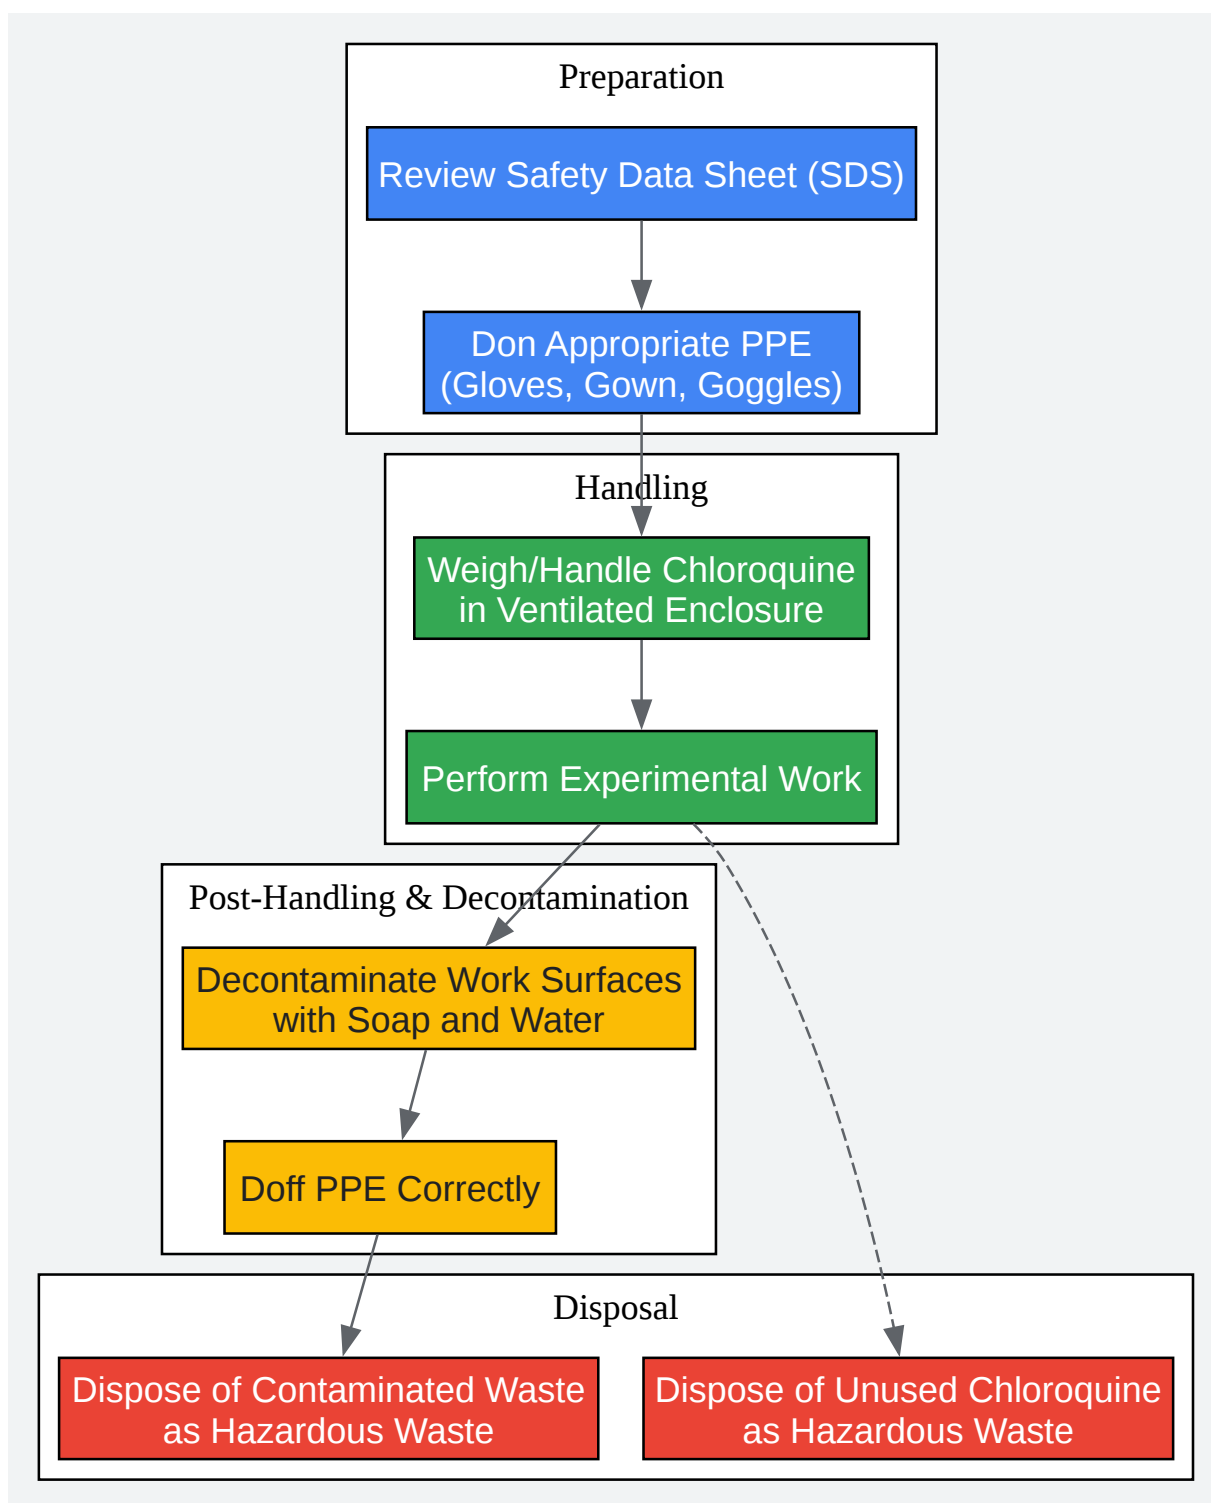 Preparation
Review Safety Data Sheet (SDS)
Don Appropriate PPE
(Gloves, Gown, Goggles)
Handling
Weigh/Handle Chloroquine
in Ventilated Enclosure
Perform Experimental Work
Post-Handling & Decontamination
Decontaminate Work Surfaces
with Soap and Water
Doff PPE Correctly
Disposal
Dispose of Contaminated Waste
as Hazardous Waste
Dispose of Unused Chloroquine
as Hazardous Waste